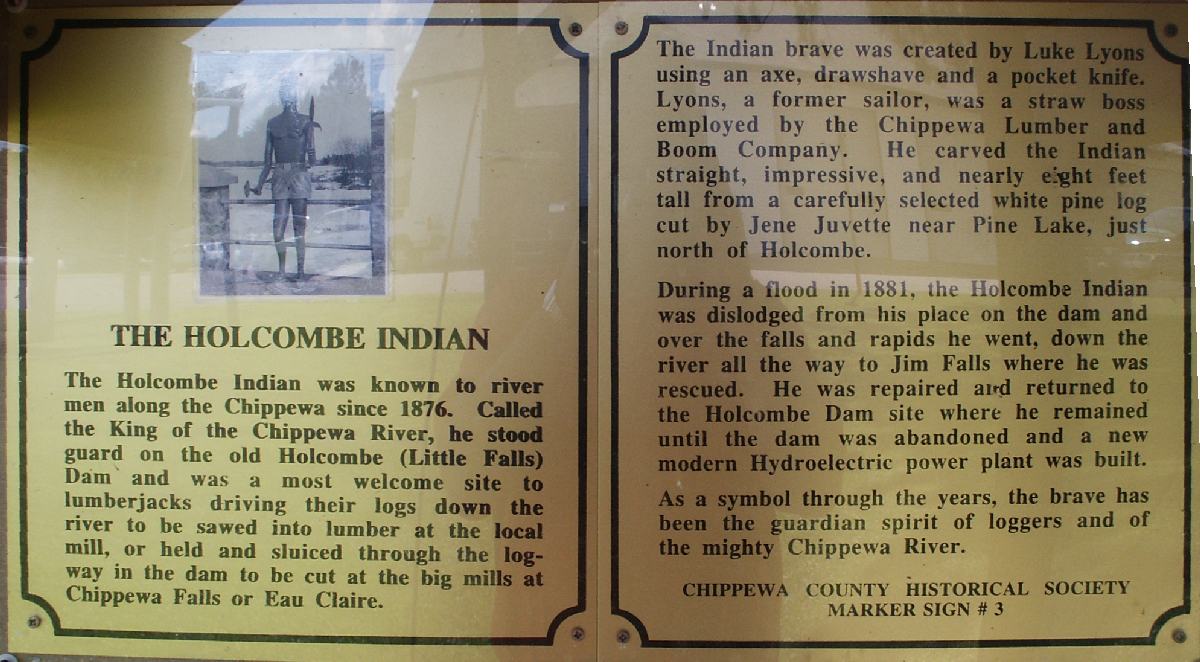 THE HOLCOMBE INDIAN
The Holcombe Indian was known to river
men along the Chippewa since 1876. Called
the King of the Chippewa River, he stood
guard on the old Holcombe (Little Falls)
Dam and was a most welcome site to
lumberjacks driving their logs down the
river to be sawed into lumber at the local
mill, or held and sluiced through the log-
way in the dam to be cut at the big mills at
Chippewa Falls or Eau Claire.
The Indian brave was created by Luke Lyons
using an axe, drawshave and a pocket knife.
Lyons, a former sailor, was a straw boss
employed by the Chippewa Lumber and
Boom Company. He carved the Indian
straight, impressive, and nearly eight feet
tall from a carefully selected white pine log
cut by Jene Juvette near Pine Lake, just
north of Holcombe.
During a flood in 1881, the Holcombe Indian
was dislodged from his place on the dam and
over the falls and rapids he went, down the
river all the way to Jim Falls where he was
rescued. He was repaired and returned to
the Holcombe Dam site where he remained
until the dam was abandoned and a new
modern Hydroelectric power plant was built.
As a symbol through the years, the brave has
been the guardian spirit of loggers and of
the mighty Chippewa River.
CHIPPEWA COUNTY HISTORICAL SOCIETY
MARKER SIGN # 3